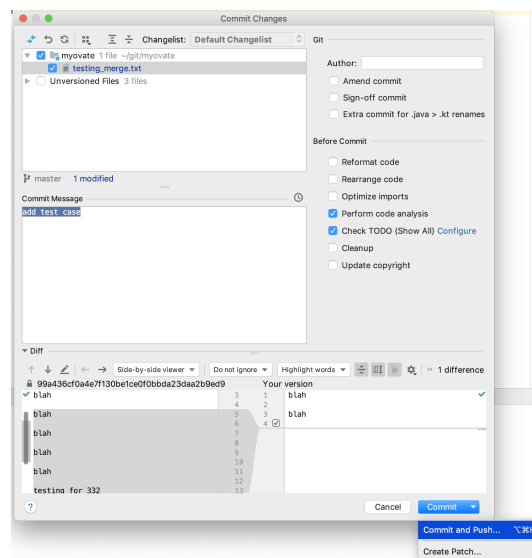 Commit Changes
Changelist: Default Changelist
Git
myovate 1 file ~/git/myovate
testing_merge.txt
Unversioned Files 3 files
Author:
Amend commit
Sign-off commit
Extra commit for .java > .kt renames
Before Commit
Reformat code
Rearrange code
Optimize imports
Perform code analysis
Check TODO (Show All) Configure
Cleanup
Update copyright
master 1 modified
Commit Message
add test case
Diff
Side-by-side viewer Do not ignore Highlight words 1 difference
99a436cf0a4e7f130be1ce0f0bbda23daa2b9ed9 Your version
blah 3 1 blah
4 2
blah 5 3 blah
6 4
blah 7
8
blah 9
10
blah 11
12
testing for 332 13
? Cancel Commit
Commit and Push...
Create Patch...